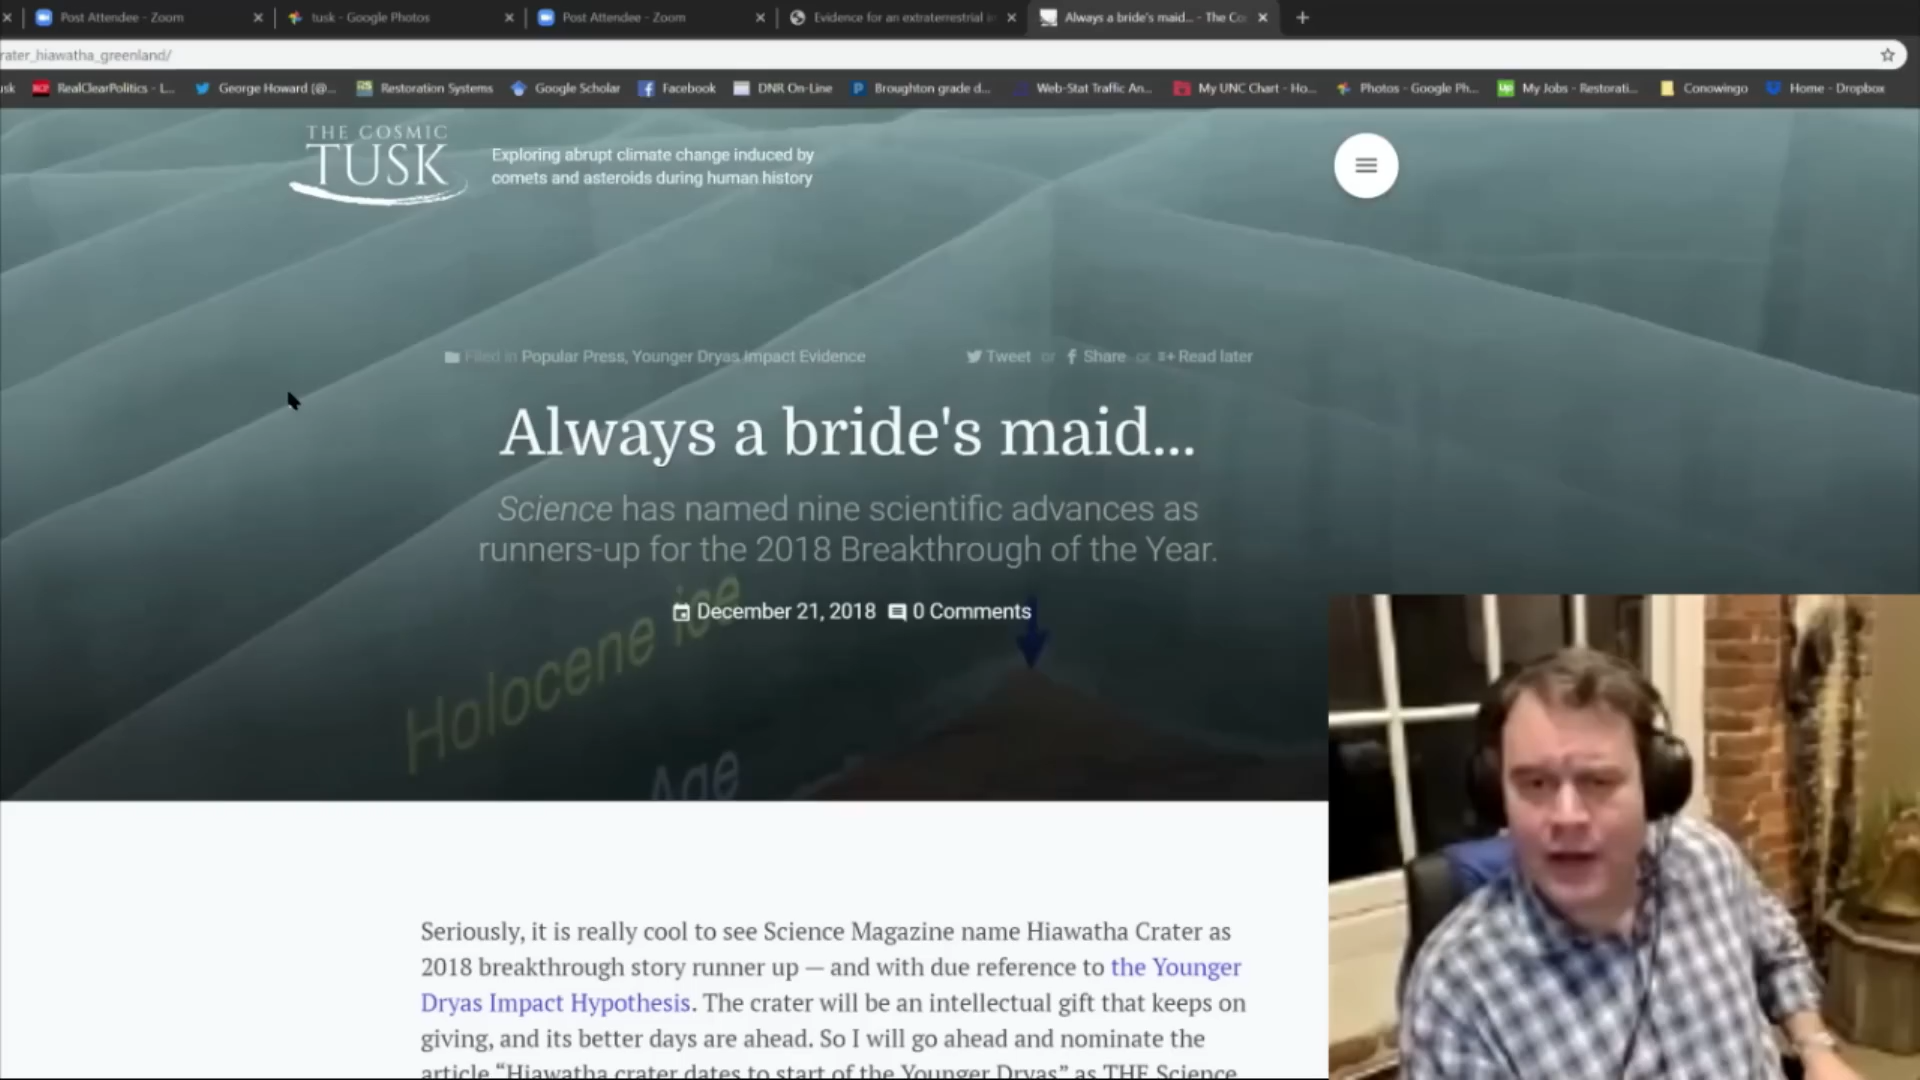 Post Attendee - Zoom
tusk - Google Photos
Post Attendee - Zoom
Evidence for an extraterrestrial i
Always a bride's maid... - The Co
rater_hiawatha_greenland/
usk
RealClearPolitics - L...
George Howard (@...
Restoration Systems
Google Scholar
Facebook
DNR On-Line
Broughton grade d...
Web-Stat Traffic An...
My UNC Chart - Ho...
Photos - Google Ph...
My Jobs - Restorati...
Conowingo
Home - Dropbox
THE COSMIC
TUSK
Exploring abrupt climate change induced by
comets and asteroids during human history
Filed in Popular Press, Younger Dryas Impact Evidence
Tweet or Share or Read later
Always a bride's maid...
Science has named nine scientific advances as
runners-up for the 2018 Breakthrough of the Year.
December 21, 2018 0 Comments
Holocene ice
Age
Seriously, it is really cool to see Science Magazine name Hiawatha Crater as
2018 breakthrough story runner up — and with due reference to the Younger
Dryas Impact Hypothesis. The crater will be an intellectual gift that keeps on
giving, and its better days are ahead. So I will go ahead and nominate the
article “Hiawatha crater dates to start of the Younger Dryas” as THE Science